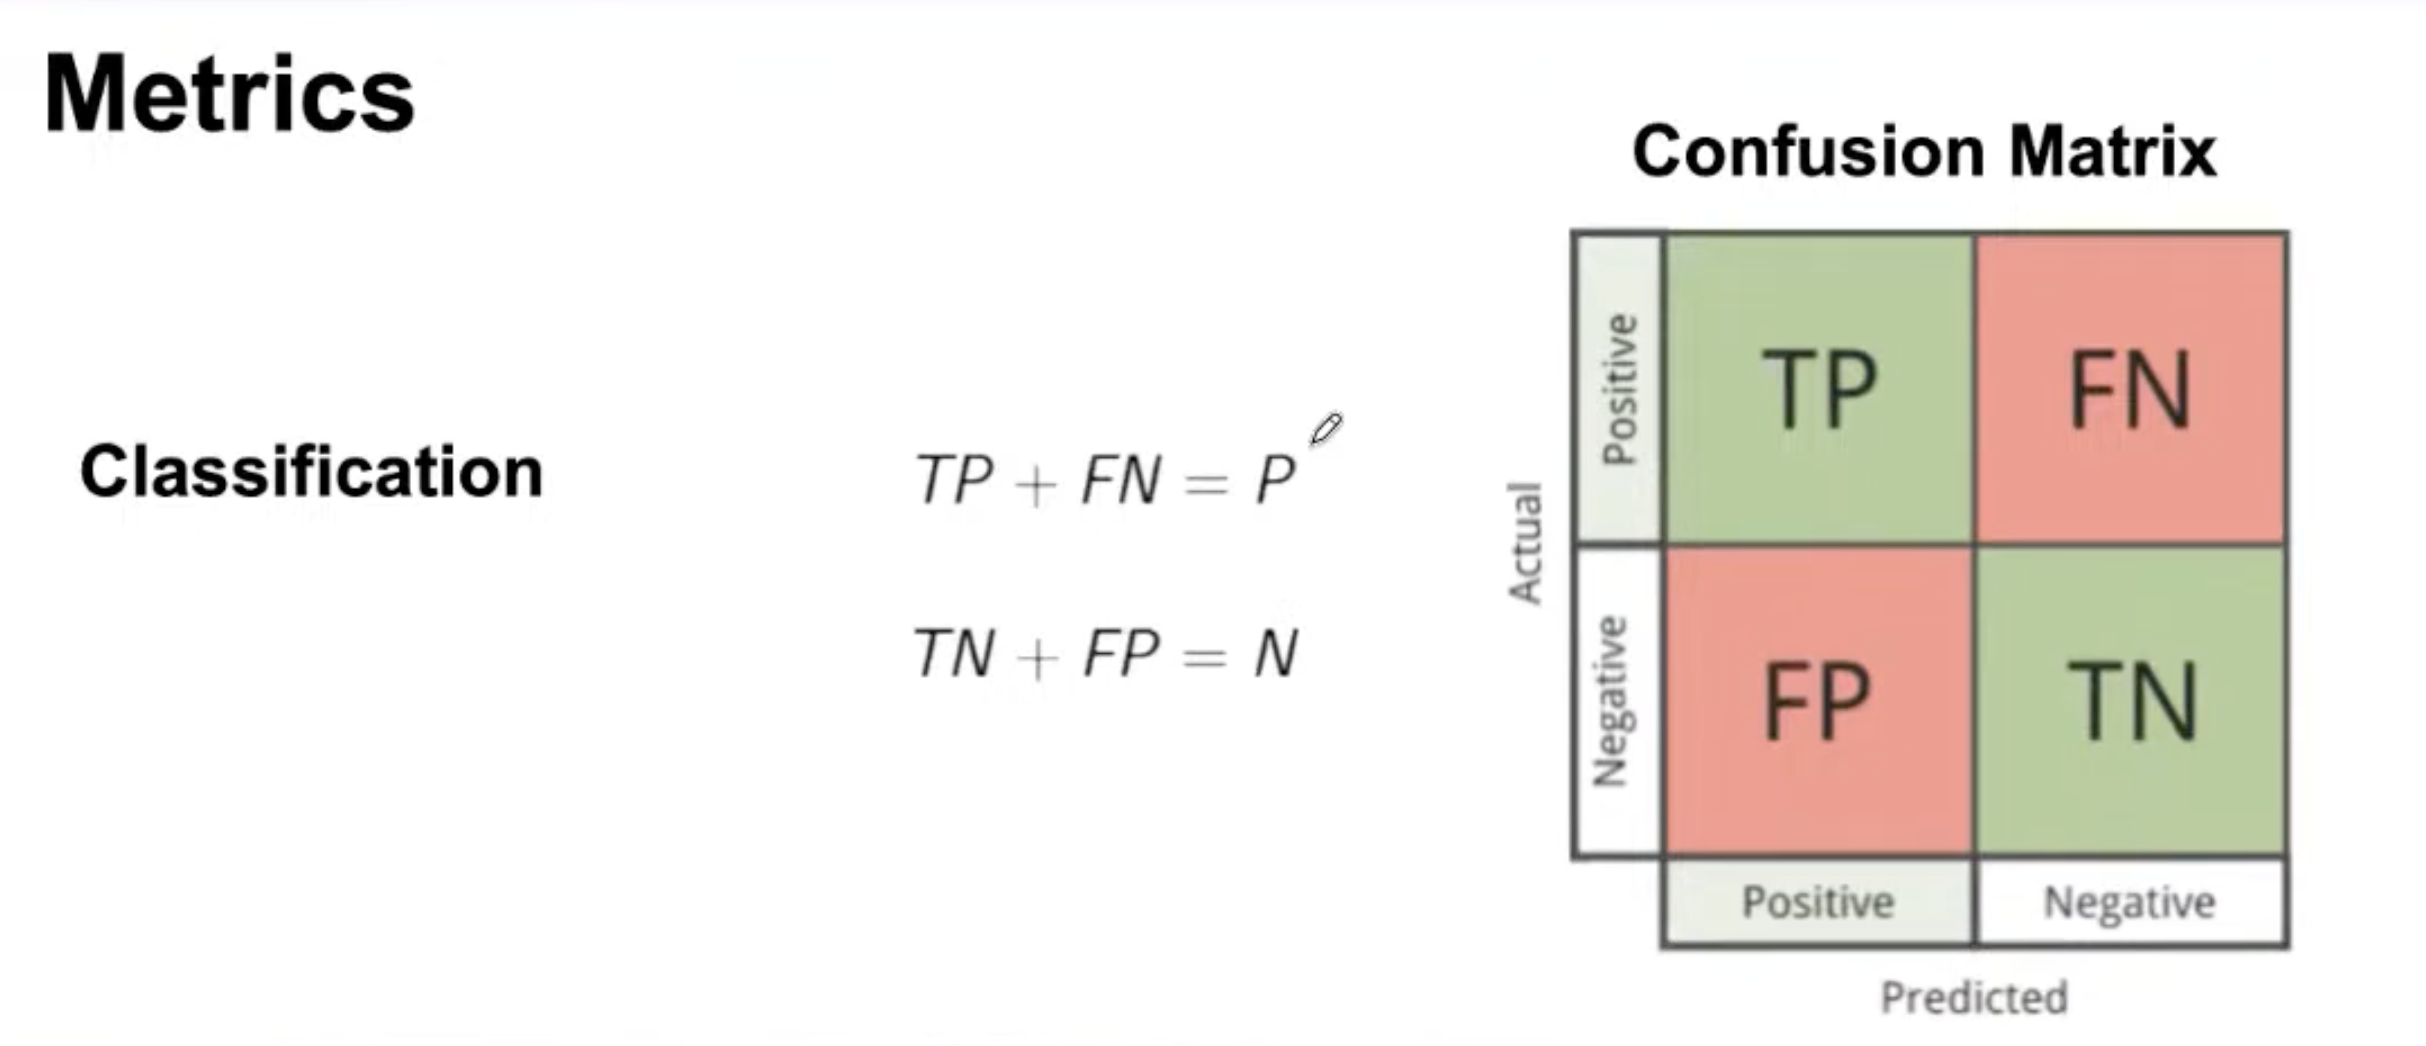 Metrics
Classification
TP + FN = P
TN + FP = N
Confusion Matrix
Actual
Positive
TP
FN
Negative
FP
TN
Positive
Negative
Predicted